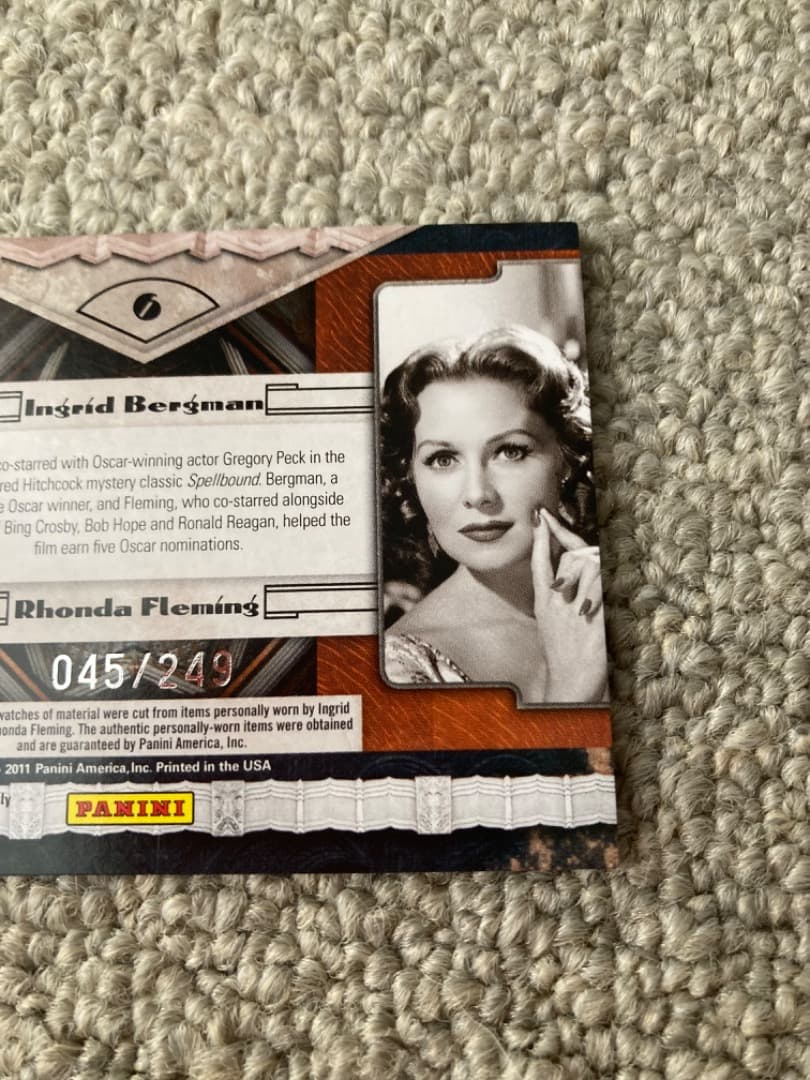 6
Ingrid Bergman
co-starred with Oscar-winning actor Gregory Peck in the
red Hitchcock mystery classic Spellbound. Bergman, a
e Oscar winner, and Fleming, who co-starred alongside
Bing Crosby, Bob Hope and Ronald Reagan, helped the
film earn five Oscar nominations.
Rhonda Fleming
045/249
watches of material were cut from items personally worn by Ingrid
onda Fleming. The authentic personally-worn items were obtained
and are guaranteed by Panini America, Inc.
2011 Panini America, Inc. Printed in the USA
ly
PANINI